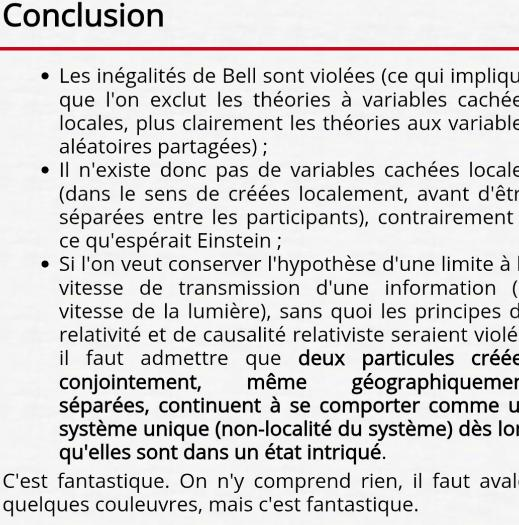 Conclusion
Les inégalités de Bell sont violées (ce qui impliqu
que l'on exclut les théories à variables cachée
locales, plus clairement les théories aux variable
aléatoires partagées) ;
Il n'existe donc pas de variables cachées locale
(dans le sens de créées localement, avant d'êtr
séparées entre les participants), contrairement
ce qu'espérait Einstein ;
Si l'on veut conserver l'hypothèse d'une limite à l
vitesse de transmission d'une information (
vitesse de la lumière), sans quoi les principes d
relativité et de causalité relativiste seraient violé
il faut admettre que deux particules créée
conjointement, même géographiquemen
séparées, continuent à se comporter comme u
système unique (non-localité du système) dès lor
qu'elles sont dans un état intriqué.
C'est fantastique. On n'y comprend rien, il faut aval
quelques couleuvres, mais c'est fantastique.